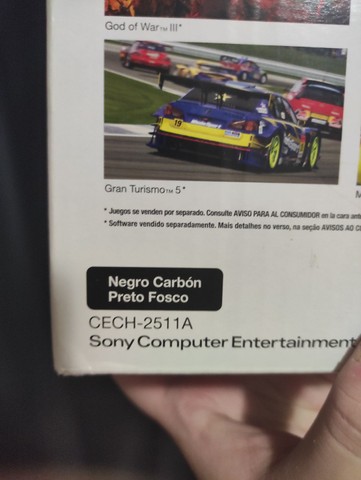 God of War™ III*
19
Gran Turismo™ 5*
* Juegos se venden por separado. Consulte AVISO PARA AL CONSUMIDOR en la cara
* Software vendido separadamente. Mais detalhes no verso, na seção AVISOS AO
Negro Carbón
Preto Fosco
CECH-2511A
Sony Computer Entertainment